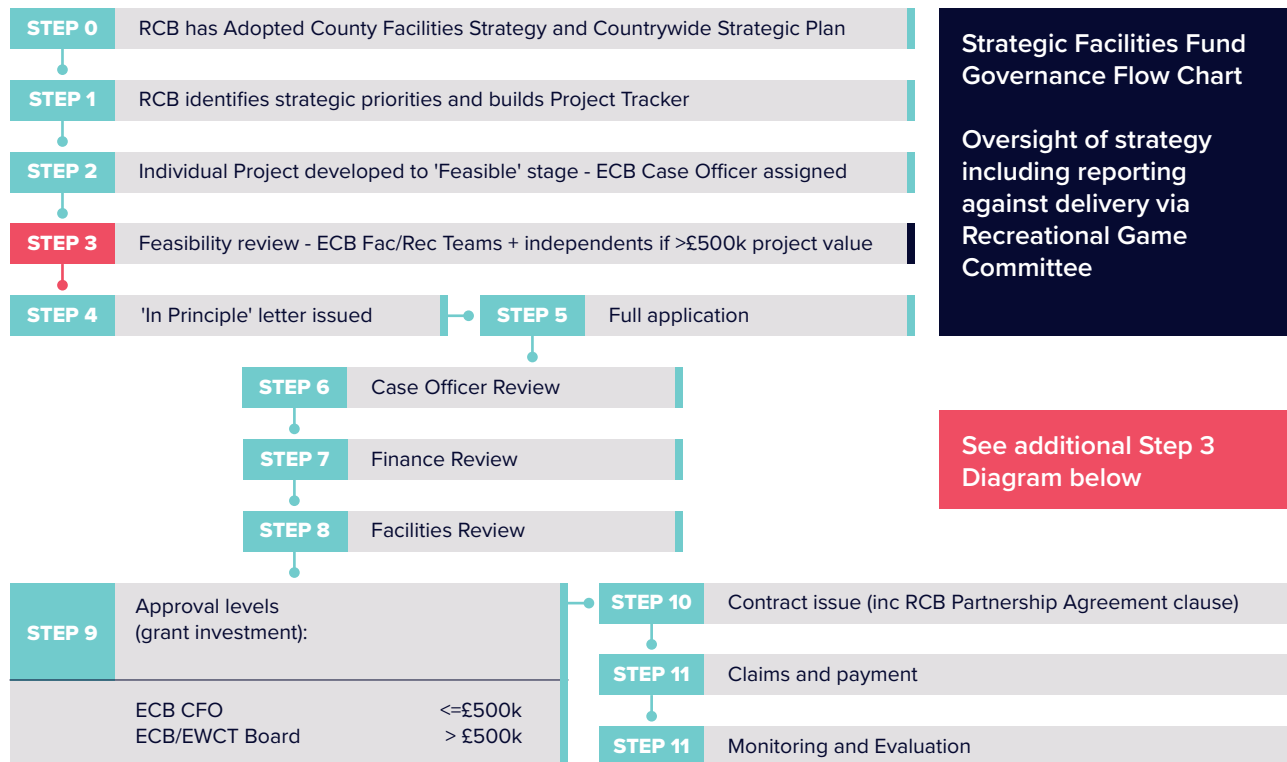 STEP 0
RCB has Adopted County Facilities Strategy and Countrywide Strategic Plan
STEP 1
RCB identifies strategic priorities and builds Project Tracker
STEP 2
Individual Project developed to 'Feasible' stage - ECB Case Officer assigned
STEP 3
Feasibility review - ECB Fac/Rec Teams + independents if >£500k project value
STEP 4
'In Principle' letter issued
STEP 5
Full application
STEP 6
Case Officer Review
STEP 7
Finance Review
STEP 8
Facilities Review
STEP 9
Approval levels
(grant investment):
ECB CFO <=£500k
ECB/EWCT Board > £500k
STEP 10
Contract issue (inc RCB Partnership Agreement clause)
STEP 11
Claims and payment
STEP 11
Monitoring and Evaluation
Strategic Facilities Fund
Governance Flow Chart
Oversight of strategy
including reporting
against delivery via
Recreational Game
Committee
See additional Step 3
Diagram below